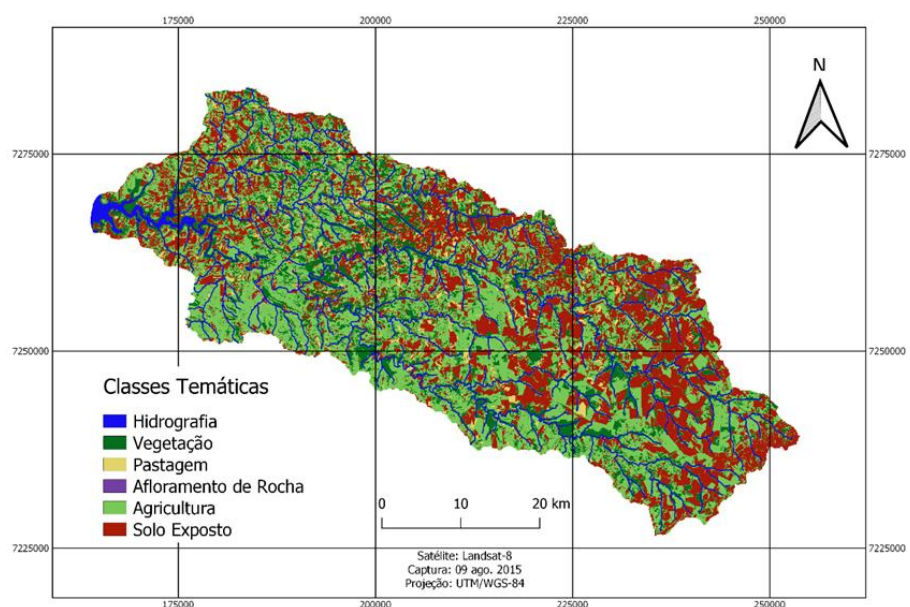 175000 200000 225000 250000
N
7275000 7275000
7250000 7250000
Classes Temáticas
Hidrografia
Vegetação
Pastagem
Afloramento de Rocha
Agricultura
Solo Exposto
0 10 20 km
7225000 7225000
Satélite: Landsat-8
Captura: 09 ago. 2015
Projeção: UTM/WGS-84
175000 200000 225000 250000